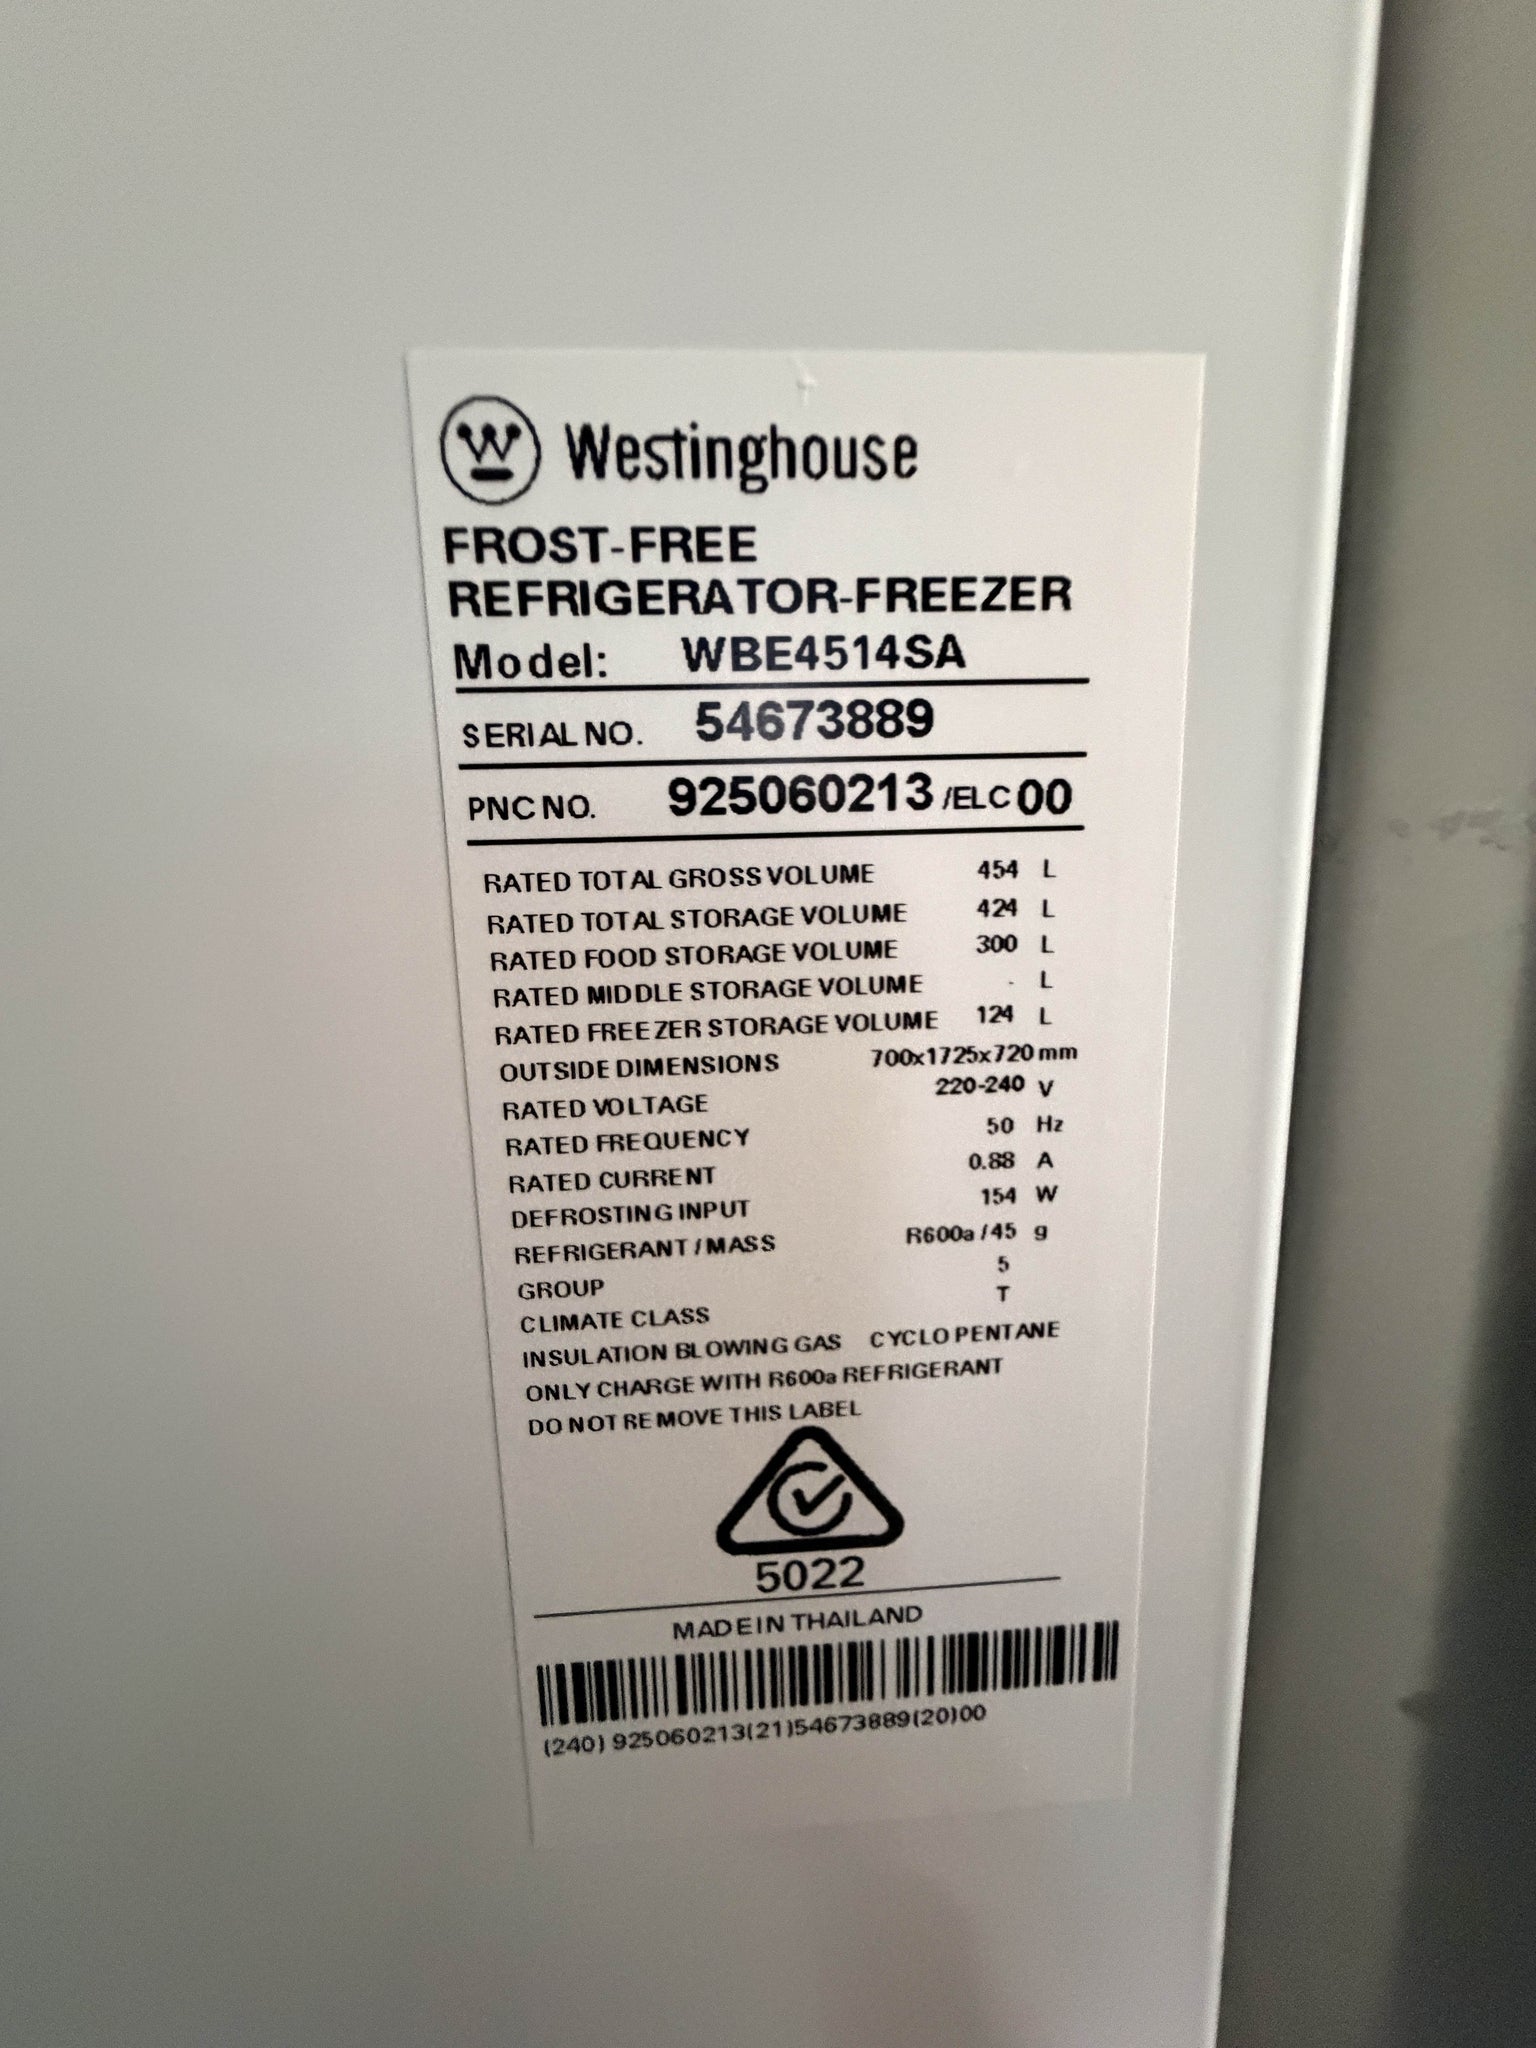 W Westinghouse
FROST-FREE
REFRIGERATOR-FREEZER
Model: WBE4514SA
SERIAL NO. 54673889
PNC NO. 925060213 /ELC 00
RATED TOTAL GROSS VOLUME 454 L
RATED TOTAL STORAGE VOLUME 424 L
RATED FOOD STORAGE VOLUME 300 L
RATED MIDDLE STORAGE VOLUME - L
RATED FREEZER STORAGE VOLUME 124 L
OUTSIDE DIMENSIONS 700x1725x720 mm
RATED VOLTAGE 220-240 V
RATED FREQUENCY 50 Hz
RATED CURRENT 0.88 A
DEFROSTING INPUT 154 W
REFRIGERANT / MASS R600a / 45 g
GROUP 5
CLIMATE CLASS T
INSULATION BLOWING GAS CYCLO PENTANE
ONLY CHARGE WITH R600a REFRIGERANT
DO NOT REMOVE THIS LABEL
5022
MADE IN THAILAND
(240) 925060213(21)54673889(20)00